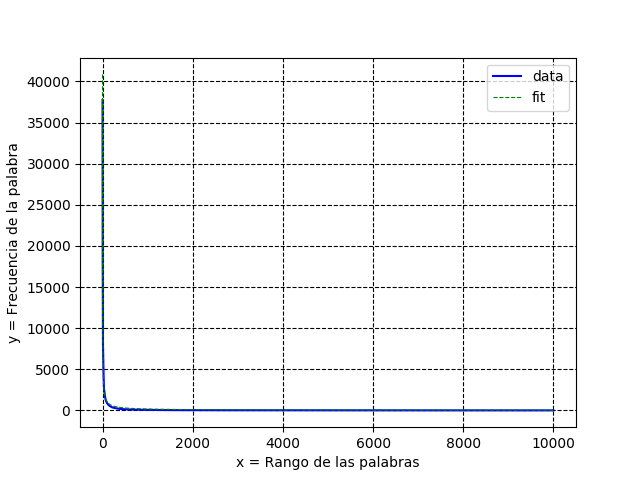 40000
35000
30000
25000
20000
15000
10000
5000
0
y = Frecuencia de la palabra
data
fit
0 2000 4000 6000 8000 10000
x = Rango de las palabras